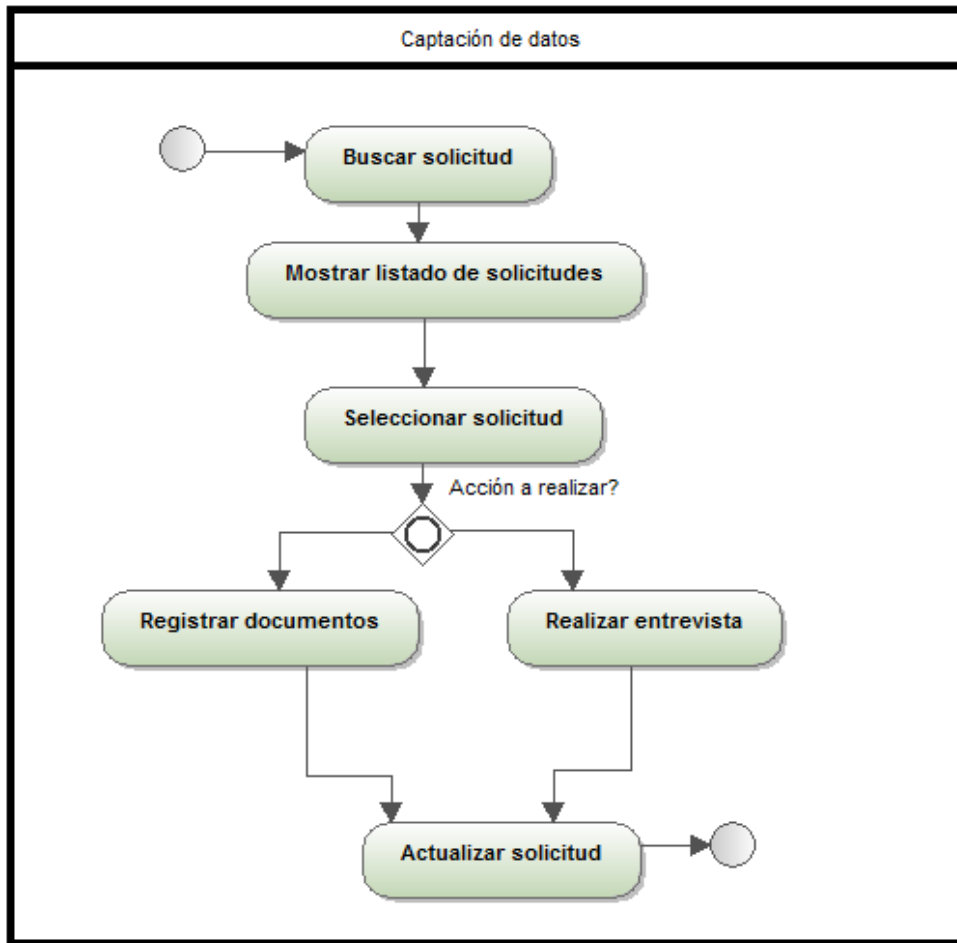 Captación de datos
Buscar solicitud
Mostrar listado de solicitudes
Seleccionar solicitud
Acción a realizar?
Registrar documentos
Realizar entrevista
Actualizar solicitud